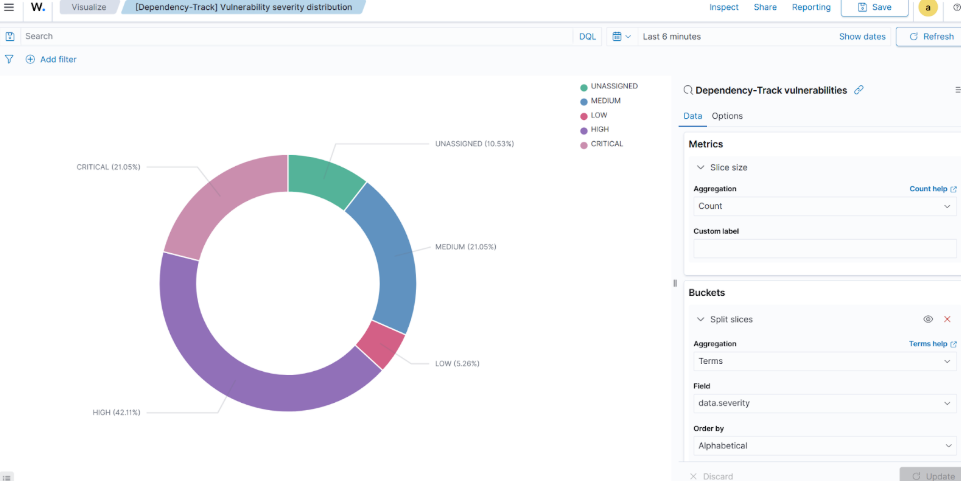 W. Visualize [Dependency-Track] Vulnerability severity distribution Inspect Share Reporting Save a
Search DQL Last 6 minutes Show dates Refresh
Add filter
UNASSIGNED
MEDIUM
LOW
HIGH
CRITICAL
UNASSIGNED (10.53%)
CRITICAL (21.05%)
MEDIUM (21.05%)
LOW (5.26%)
HIGH (42.11%)
Dependency-Track vulnerabilities
Data Options
Metrics
Slice size
Aggregation Count help
Count
Custom label
Buckets
Split slices
Aggregation Terms help
Terms
Field
data.severity
Order by
Alphabetical
Discard Update